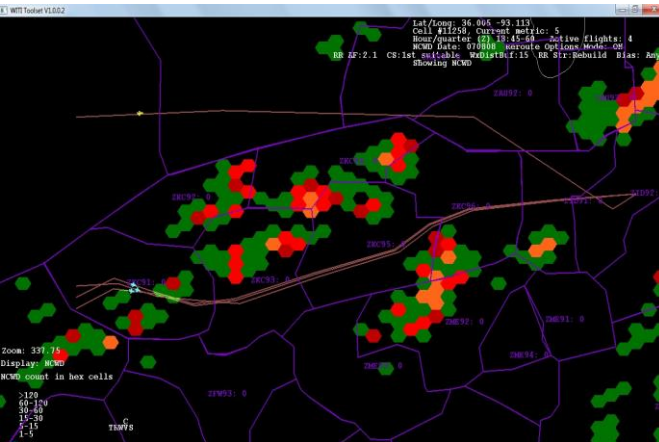 WITI Toolset V1.0.0.2
Lat/Long: 36.005 -93.113
Cell #11258, Current metric: 5
Hour/quarter (Z) 13:45-60 Active flights: 4
NCWD Date: 070808 Reroute Options Mode: ON
RR AF:2.1 CS:1st suitable WxDistBuf:15 RR Str:Rebuild Bias: Any
Showing NCWD
ZAU92: 0
ZKC92: 0
ZKC96: 0
ZID92:
ZID91: 0
ZKC95: 0
ZKC91: 0
ZKC93: 0
ZME92: 0
ZME91: 0
ZME94: 0
ZFW93: 0
Zoom: 337.75
Display: NCWD
NCWD count in hex cells
>120
60-120
30-60
15-30
5-15
1-5